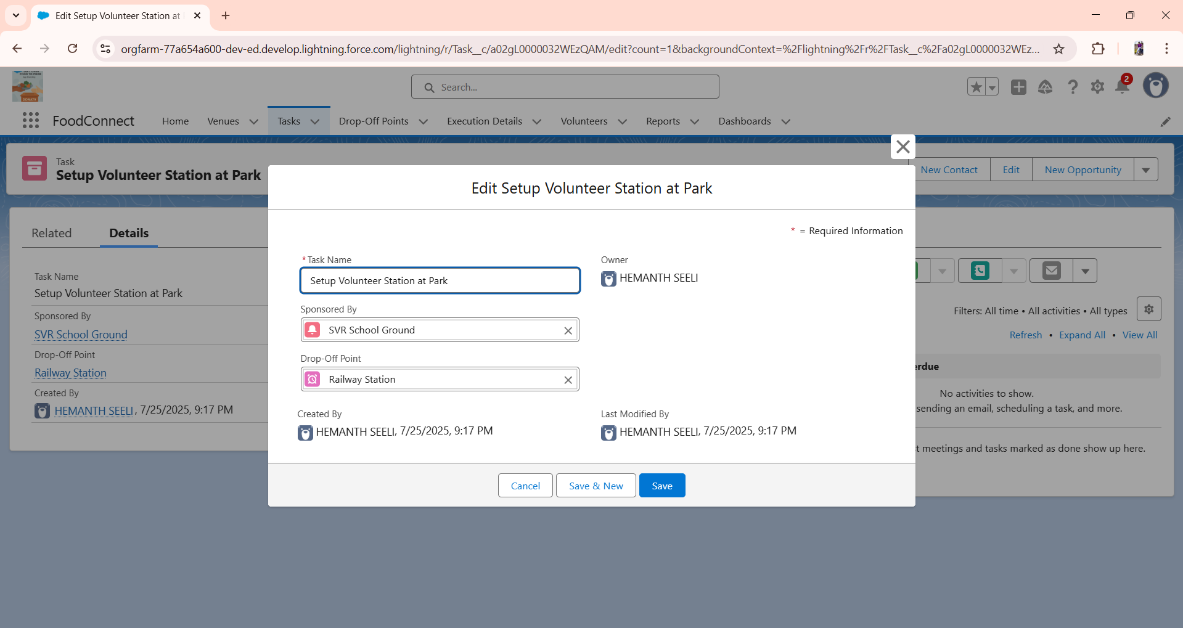 Edit Setup Volunteer Station at
orgfarm-77a654a600-dev-ed.develop.lightning.force.com/lightning/r/Task__c/a02gL0000032WEzQAM/edit?count=1&backgroundContext=%2Flightning%2Fr%2FTask__c%2Fa02gL0000032WEz...
Search...
2
FoodConnect Home Venues Tasks Drop-Off Points Execution Details Volunteers Reports Dashboards
Task
Setup Volunteer Station at Park
New Contact Edit New Opportunity
Related Details
Task Name
Setup Volunteer Station at Park
Sponsored By
SVR School Ground
Drop-Off Point
Railway Station
Created By
HEMANTH SEELI, 7/25/2025, 9:17 PM
Edit Setup Volunteer Station at Park
* = Required Information
*Task Name
Setup Volunteer Station at Park
Owner
HEMANTH SEELI
Sponsored By
SVR School Ground
Drop-Off Point
Railway Station
Created By
HEMANTH SEELI, 7/25/2025, 9:17 PM
Last Modified By
HEMANTH SEELI, 7/25/2025, 9:17 PM
Cancel Save & New Save
Filters: All time • All activities • All types
Refresh • Expand All • View All
erdue
No activities to show.
sending an email, scheduling a task, and more.
t meetings and tasks marked as done show up here.